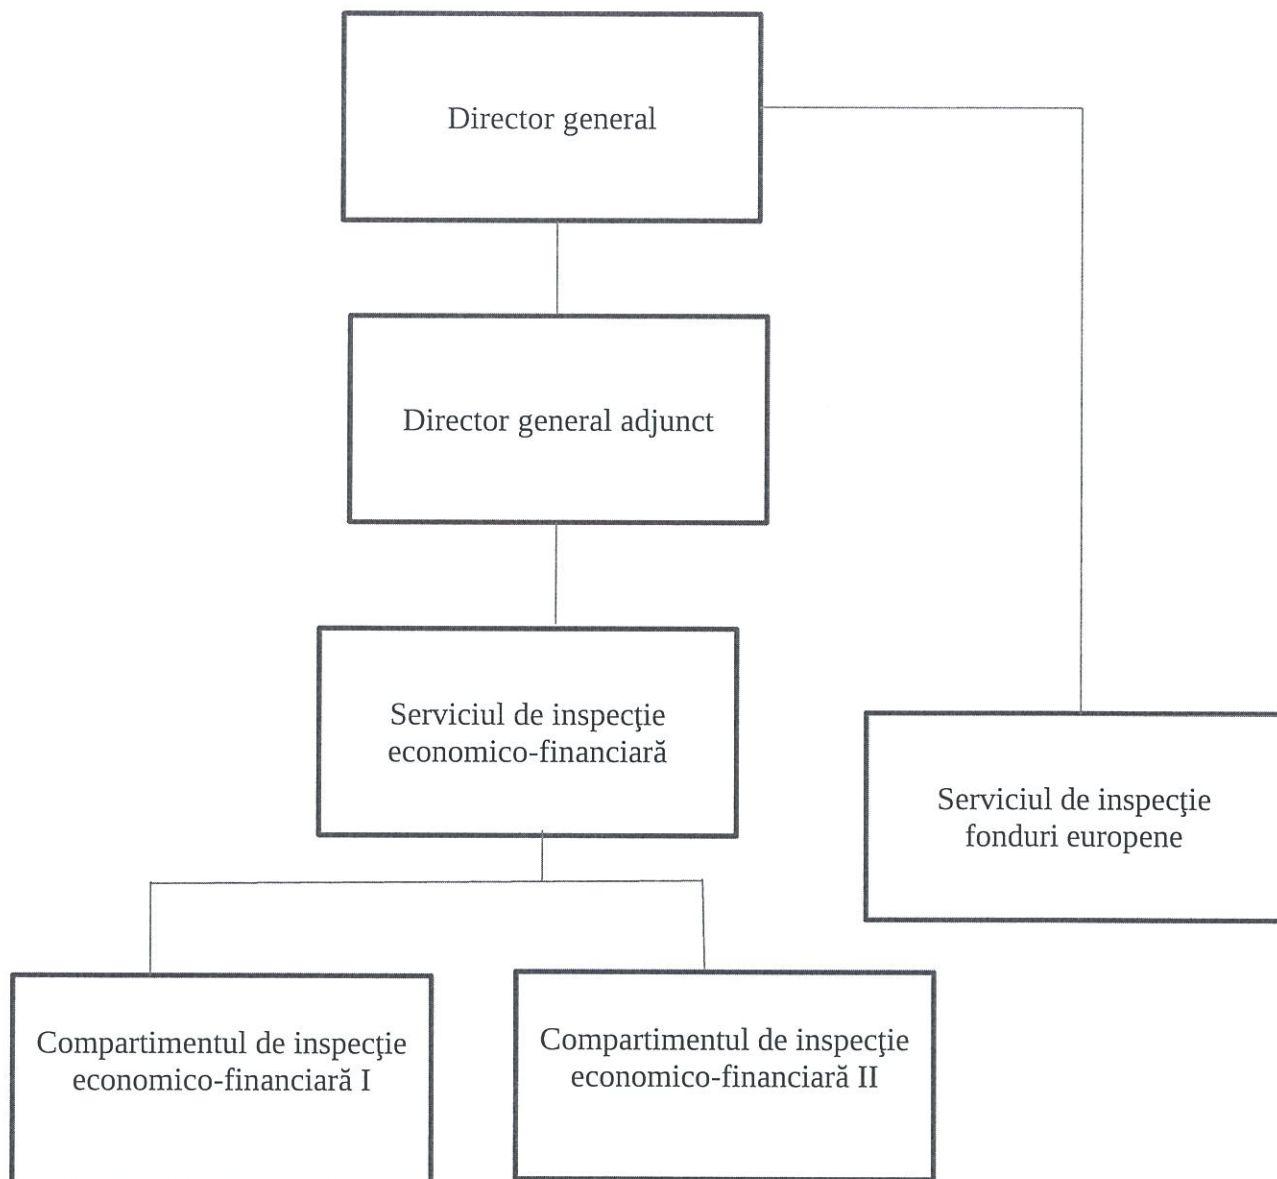 Director general
Director general adjunct
Serviciul de inspecţie
economico-financiară
Serviciul de inspecţie
fonduri europene
Compartimentul de inspecţie
economico-financiară I
Compartimentul de inspecţie
economico-financiară II